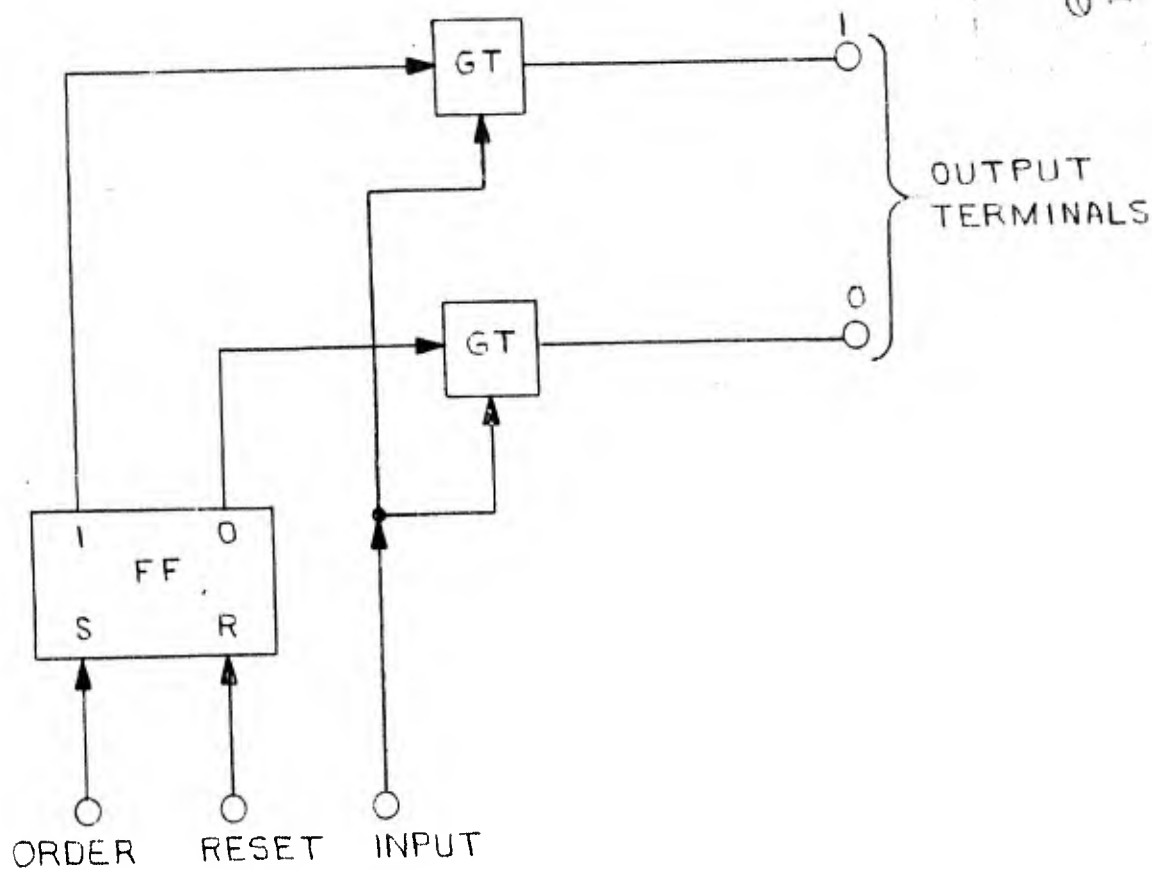 1
GT
OUTPUT
TERMINALS
0
GT
1 0
FF
S R
ORDER RESET INPUT